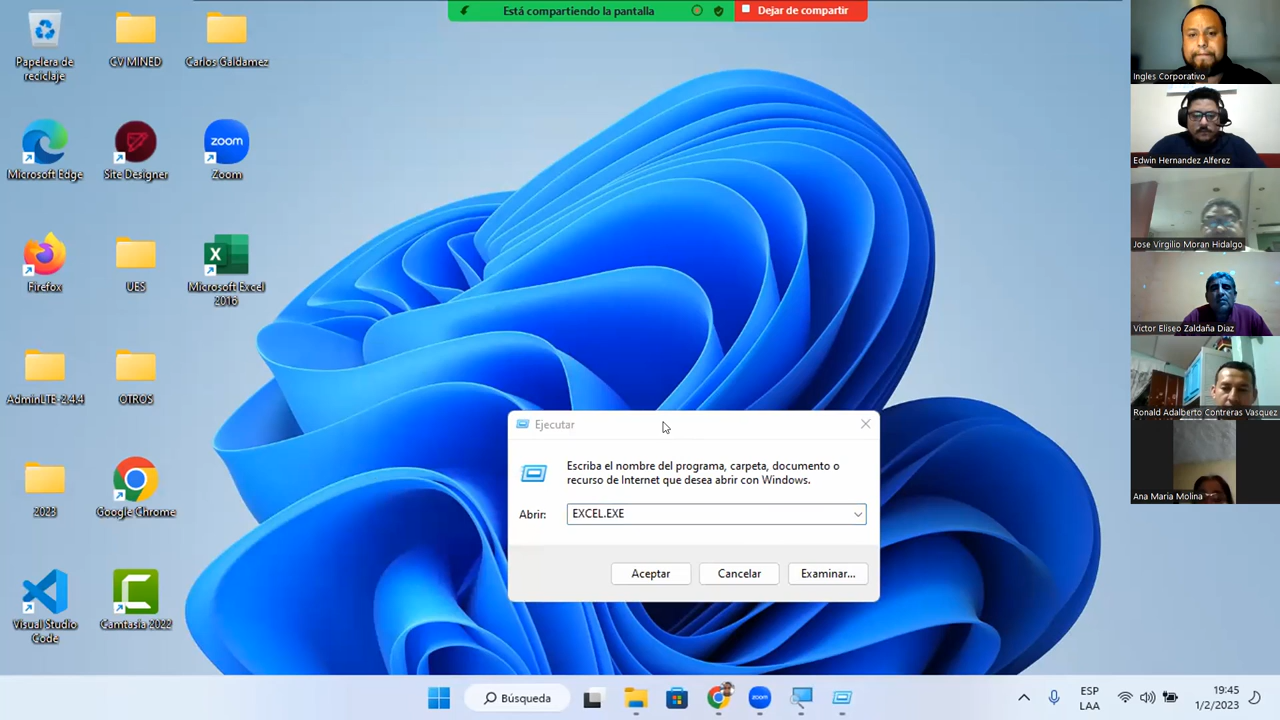 Está compartiendo la pantalla
Dejar de compartir
Papelera de
reciclaje
CV MINED
Carlos Galdamez
Microsoft Edge
Site Designer
zoom
Zoom
Firefox
UES
Microsoft Excel
2016
AdminLTE-2.4.4
OTROS
2023
Google Chrome
Visual Studio
Code
Camtasia 2022
Ejecutar
Escriba el nombre del programa, carpeta, documento o
recurso de Internet que desea abrir con Windows.
Abrir:
EXCEL.EXE
Aceptar
Cancelar
Examinar...
Ingles Corporativo
Edwin Hernandez Alferez
Jose Virgilio Moran Hidalgo
Victor Eliseo Zaldaña Diaz
Ronald Adalberto Contreras Vasquez
Ana Maria Molina
Búsqueda
zoom
ESP
LAA
19:45
1/2/2023